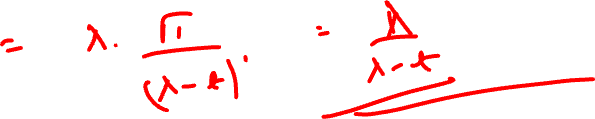 = λ · Γ1 / (λ - t)¹ = λ / λ - t